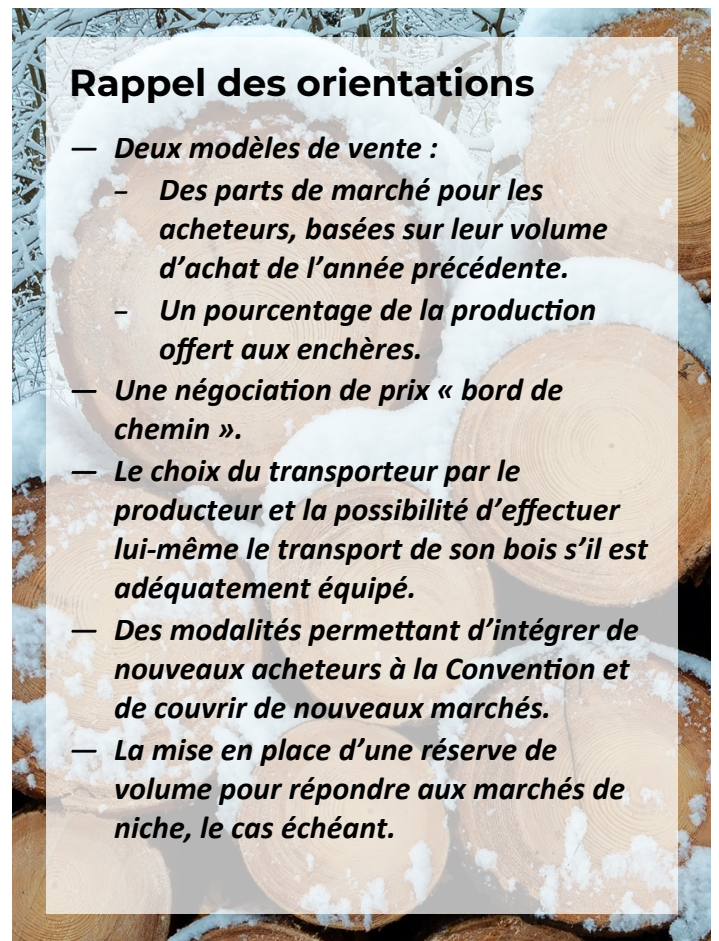 Rappel des orientations
— Deux modèles de vente :
– Des parts de marché pour les
acheteurs, basées sur leur volume
d'achat de l'année précédente.
– Un pourcentage de la production
offert aux enchères.
— Une négociation de prix « bord de
chemin ».
— Le choix du transporteur par le
producteur et la possibilité d'effectuer
lui-même le transport de son bois s'il est
adéquatement équipé.
— Des modalités permettant d'intégrer de
nouveaux acheteurs à la Convention et
de couvrir de nouveaux marchés.
— La mise en place d'une réserve de
volume pour répondre aux marchés de
niche, le cas échéant.